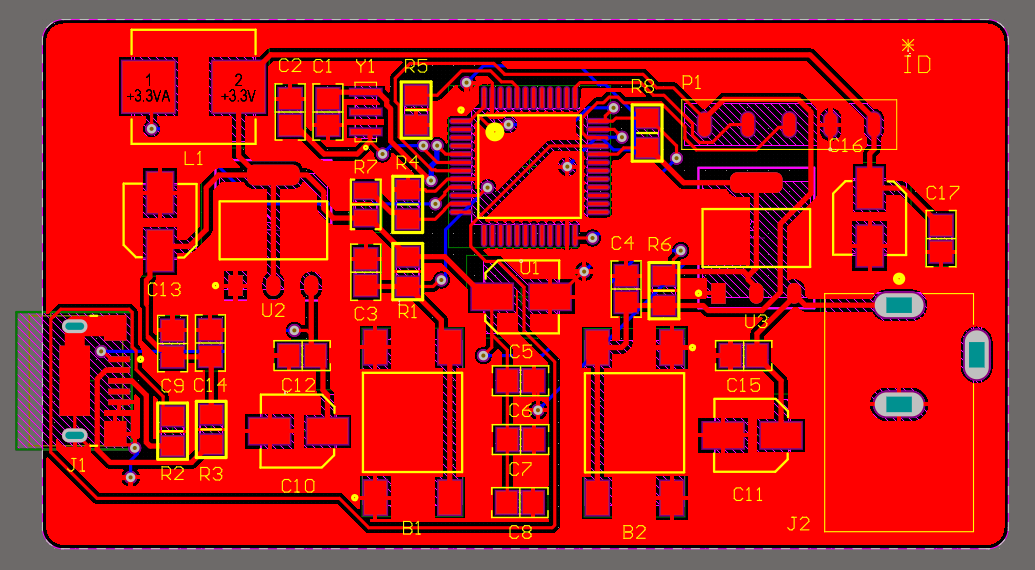 *
ID
C2 C1 Y1 R5
R8 P1
1
+3.3VA
2
+3.3V
L1
R7 R4
C16
C17
C4 R6
U1
C13
U2
C3 R1
U3
C5
C9 C14 C12
C15
C6
J1
R2 R3
C7
C10
C11
B1
C8
B2
J2